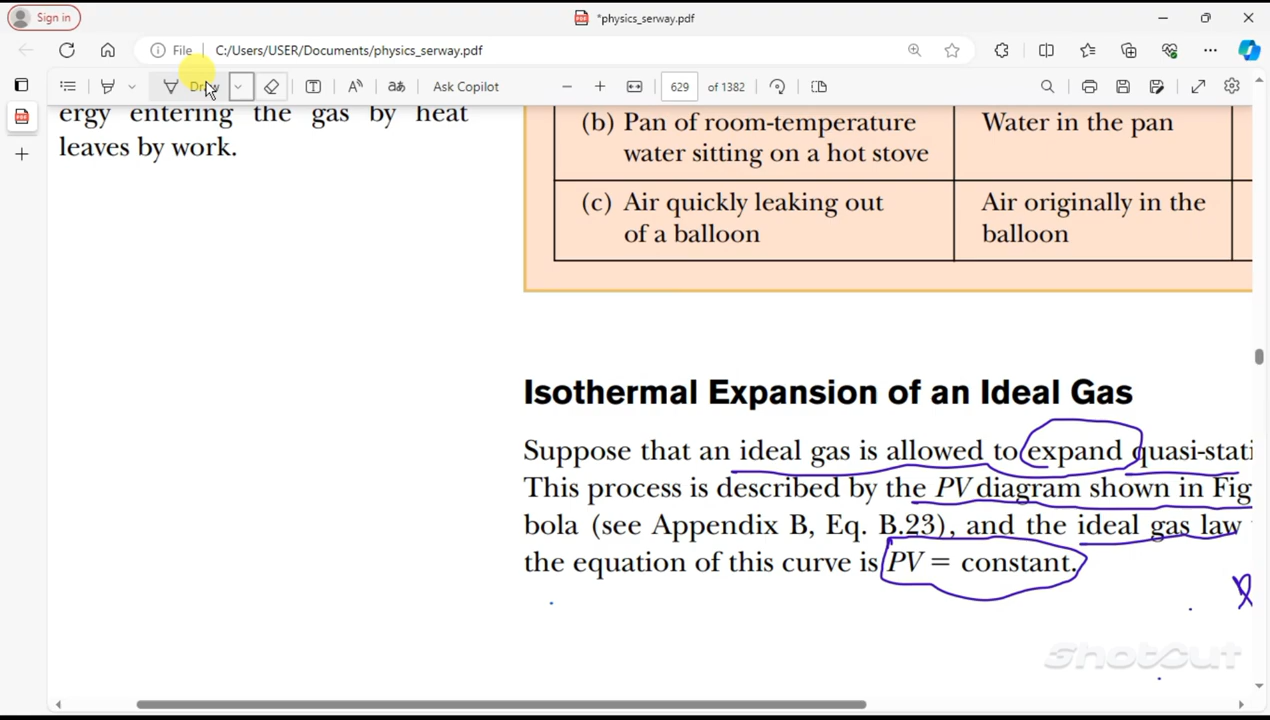 Sign in
*physics_serway.pdf
File
C:/Users/USER/Documents/physics_serway.pdf
Draw
Ask Copilot
629 of 1382
ergy entering the gas by heat
leaves by work.
(b) Pan of room-temperature
water sitting on a hot stove
Water in the pan
(c) Air quickly leaking out
of a balloon
Air originally in the
balloon
Isothermal Expansion of an Ideal Gas
Suppose that an ideal gas is allowed to expand quasi-stati
This process is described by the PV diagram shown in Fig
bola (see Appendix B, Eq. B.23), and the ideal gas law
the equation of this curve is PV = constant.
Shotcut